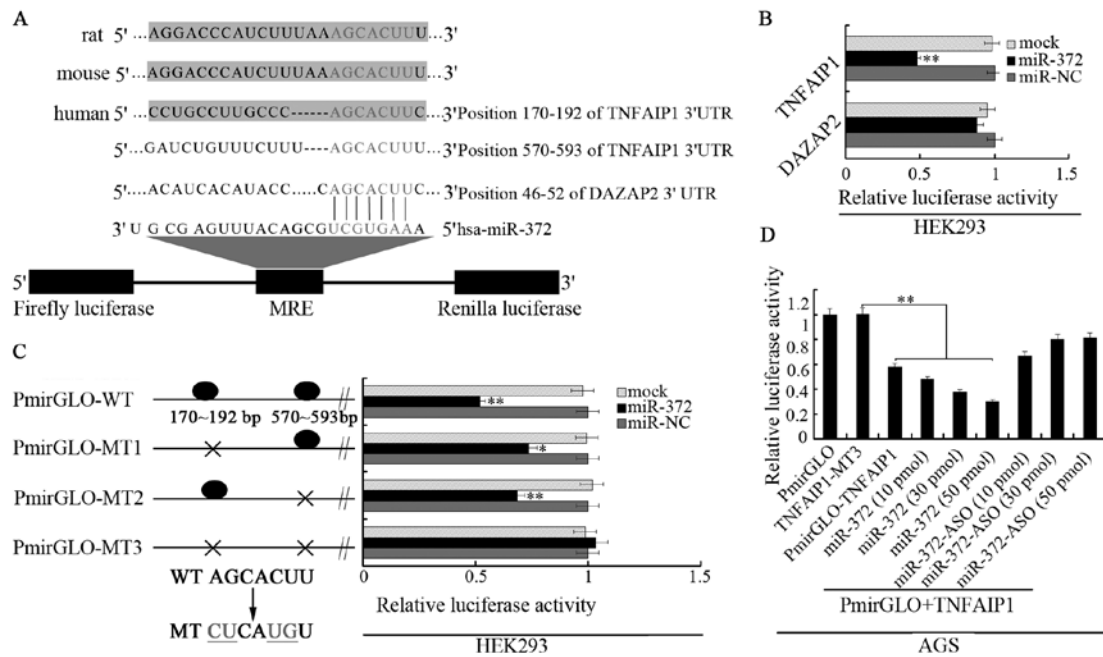 A
rat 5' ...AGGACCCAUCUUUAAAGCACUUU...3'
mouse 5' ...AGGACCCAUCUUUAAAGCACUUU...3'
human 5' ...CCUGCCUUGCCC------AGCACUUC...3'Position 170-192 of TNFAIP1 3'UTR
5'...GAUCUGUUUCUUU----AGCACUUU...3'Position 570-593 of TNFAIP1 3'UTR
5'...ACAUCACAUACC.....CAGCACUUC...3'Position 46-52 of DAZAP2 3' UTR
3'U GCGAGUUUACAGCGUCGUGAAA 5'hsa-miR-372
5' 3'
Firefly luciferase MRE Renilla luciferase
B
TNFAIP1
DAZAP2
**
mock
miR-372
miR-NC
0 0.5 1.0 1.5
Relative luciferase activity
HEK293
C
PmirGLO-WT
170~192 bp 570~593bp
PmirGLO-MT1
PmirGLO-MT2
PmirGLO-MT3
WT AGCACUU
MT CUCAUGU
mock
miR-372
miR-NC
**
*
**
0 0.5 1 1.5
Relative luciferase activity
HEK293
D
Relative luciferase activity
1.2
1
0.8
0.6
0.4
0.2
0
**
PmirGLO
TNFAIP1-MT3
PmirGLO-TNFAIP1
miR-372 (10 pmol)
miR-372 (30 pmol)
miR-372 (50 pmol)
miR-372-ASO (10 pmol)
miR-372-ASO (30 pmol)
miR-372-ASO (50 pmol)
PmirGLO+TNFAIP1
AGS